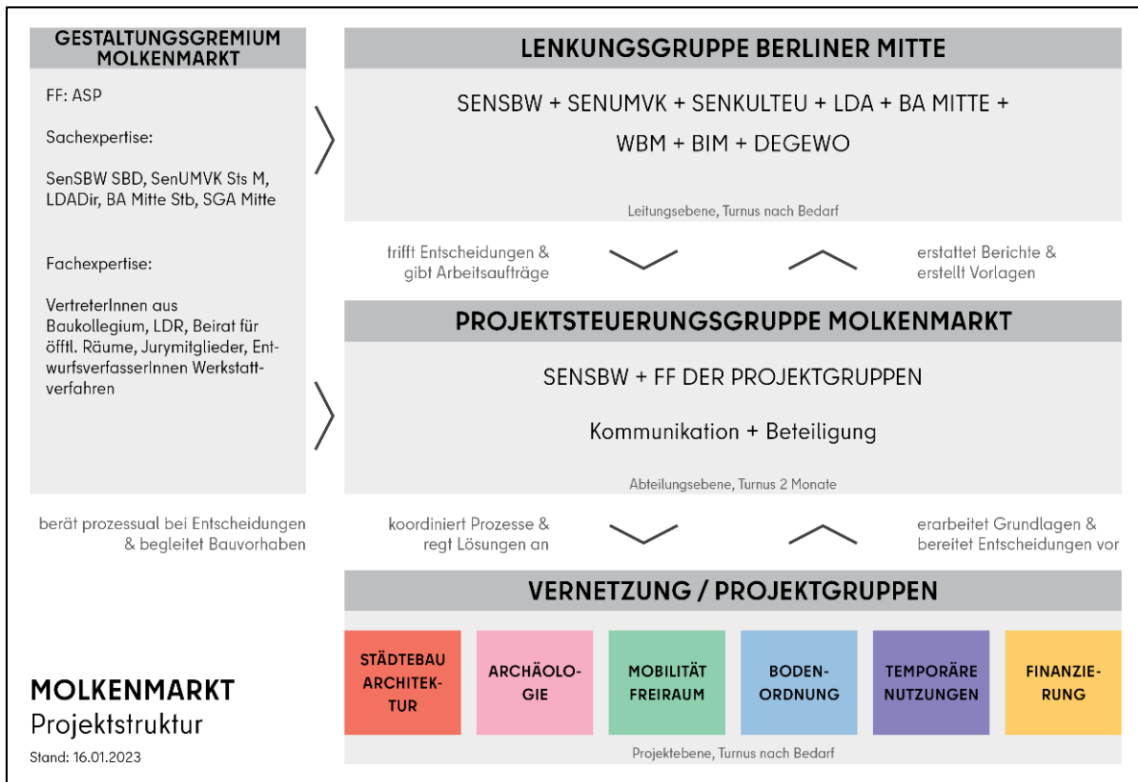 GESTALTUNGSGREMIUM
MOLKENMARKT
FF: ASP
Sachexpertise:
SenSBW SBD, SenUMVK Sts M,
LDADir, BA Mitte Stb, SGA Mitte
Fachexpertise:
VertreterInnen aus
Baukollegium, LDR, Beirat für
öfftl. Räume, Jurymitglieder, Ent-
wurfsverfasserInnen Werkstatt-
verfahren
berät prozessual bei Entscheidungen
& begleitet Bauvorhaben
LENKUNGSGRUPPE BERLINER MITTE
SENSBW + SENUMVK + SENKULTEU + LDA + BA MITTE +
WBM + BIM + DEGEWO
Leitungsebene, Turnus nach Bedarf
trifft Entscheidungen &
gibt Arbeitsaufträge
erstattet Berichte &
erstellt Vorlagen
PROJEKTSTEUERUNGSGRUPPE MOLKENMARKT
SENSBW + FF DER PROJEKTGRUPPEN
Kommunikation + Beteiligung
Abteilungsebene, Turnus 2 Monate
koordiniert Prozesse &
regt Lösungen an
erarbeitet Grundlagen &
bereitet Entscheidungen vor
VERNETZUNG / PROJEKTGRUPPEN
STÄDTEBAU
ARCHITEK-
TUR
ARCHÄOLO-
GIE
MOBILITÄT
FREIRAUM
BODEN-
ORDNUNG
TEMPORÄRE
NUTZUNGEN
FINANZIE-
RUNG
Projektebene, Turnus nach Bedarf
MOLKENMARKT
Projektstruktur
Stand: 16.01.2023